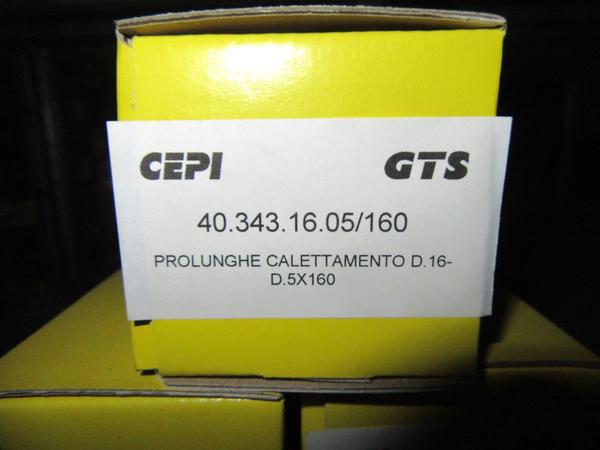 CEPI GTS
40.343.16.05/160
PROLUNGHE CALETTAMENTO D.16-
D.5X160